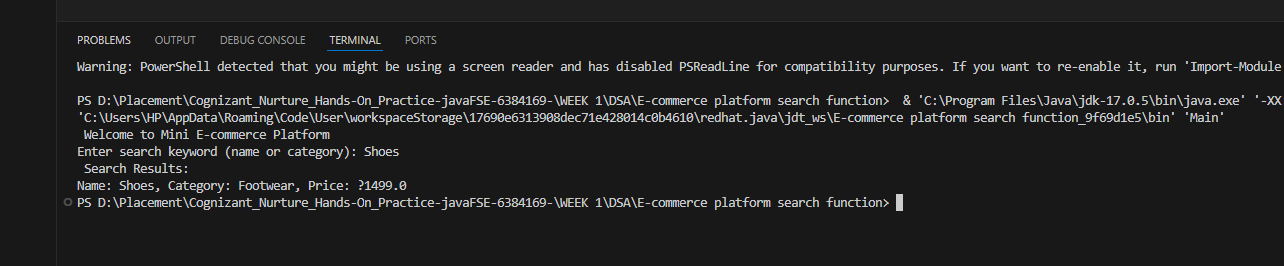 PROBLEMS OUTPUT DEBUG CONSOLE TERMINAL PORTS
Warning: PowerShell detected that you might be using a screen reader and has disabled PSReadLine for compatibility purposes. If you want to re-enable it, run 'Import-Module
PS D:\Placement\Cognizant_Nurture_Hands-On_Practice-javaFSE-6384169-\WEEK 1\DSA\E-commerce platform search function> & 'C:\Program Files\Java\jdk-17.0.5\bin\java.exe' '-XX
'C:\Users\HP\AppData\Roaming\Code\User\workspaceStorage\17690e6313908dec71e428014c0b4610\redhat.java\jdt_ws\E-commerce platform search function_9f69d1e5\bin' 'Main'
Welcome to Mini E-commerce Platform
Enter search keyword (name or category): Shoes
Search Results:
Name: Shoes, Category: Footwear, Price: ?1499.0
PS D:\Placement\Cognizant_Nurture_Hands-On_Practice-javaFSE-6384169-\WEEK 1\DSA\E-commerce platform search function>